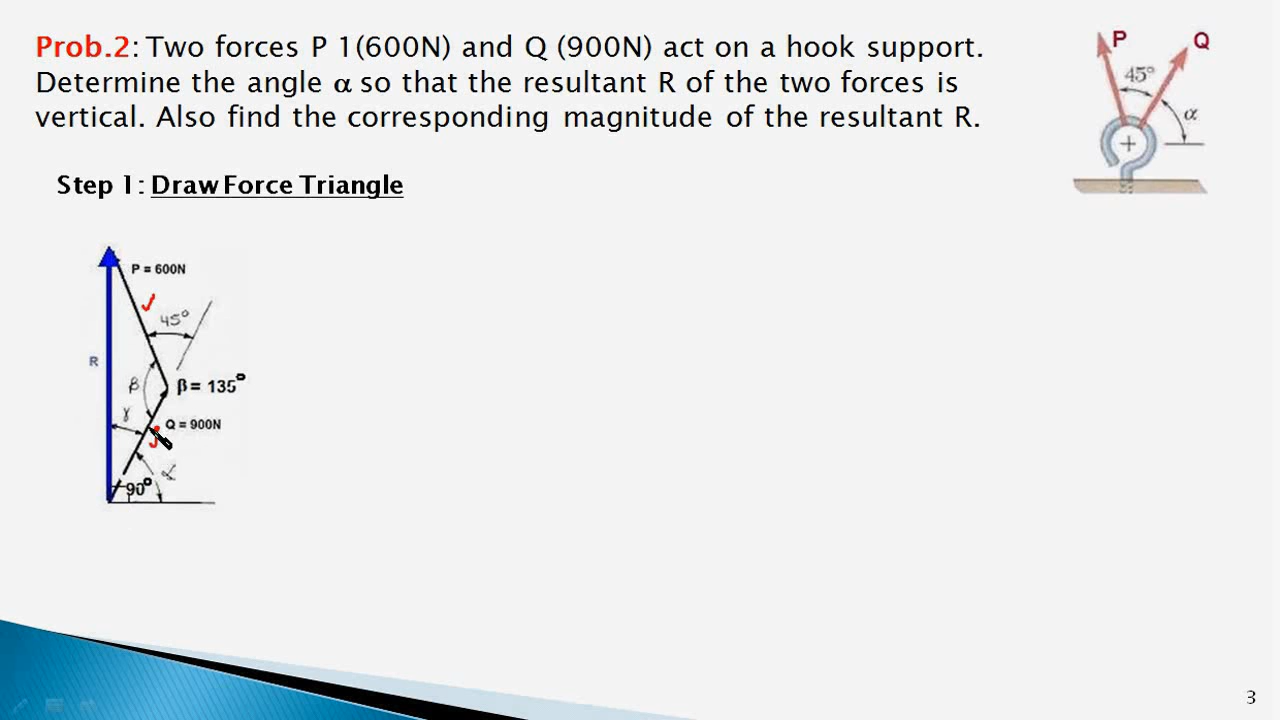 Prob.2: Two forces P 1(600N) and Q (900N) act on a hook support.
Determine the angle α so that the resultant R of the two forces is
vertical. Also find the corresponding magnitude of the resultant R.
P
Q
45°
α
Step 1: Draw Force Triangle
P = 600N
45°
R
β
β = 135°
γ
Q = 900N
α
90°
3